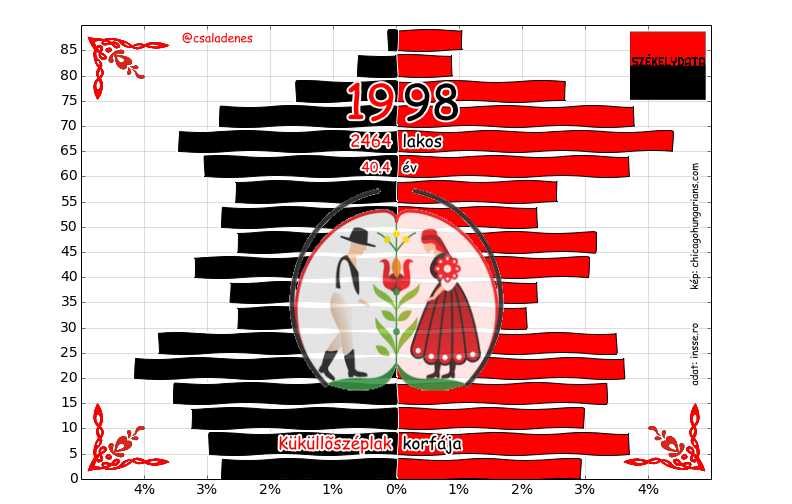 @csaladenes
SZÉKELYDATA
1998
2464 lakos
40.4 év
kép: chicagohungarians.com
adat: insse.ro
Küküllőszéplak korfája
85
80
75
70
65
60
55
50
45
40
35
30
25
20
15
10
5
0
4% 3% 2% 1% 0% 1% 2% 3% 4%